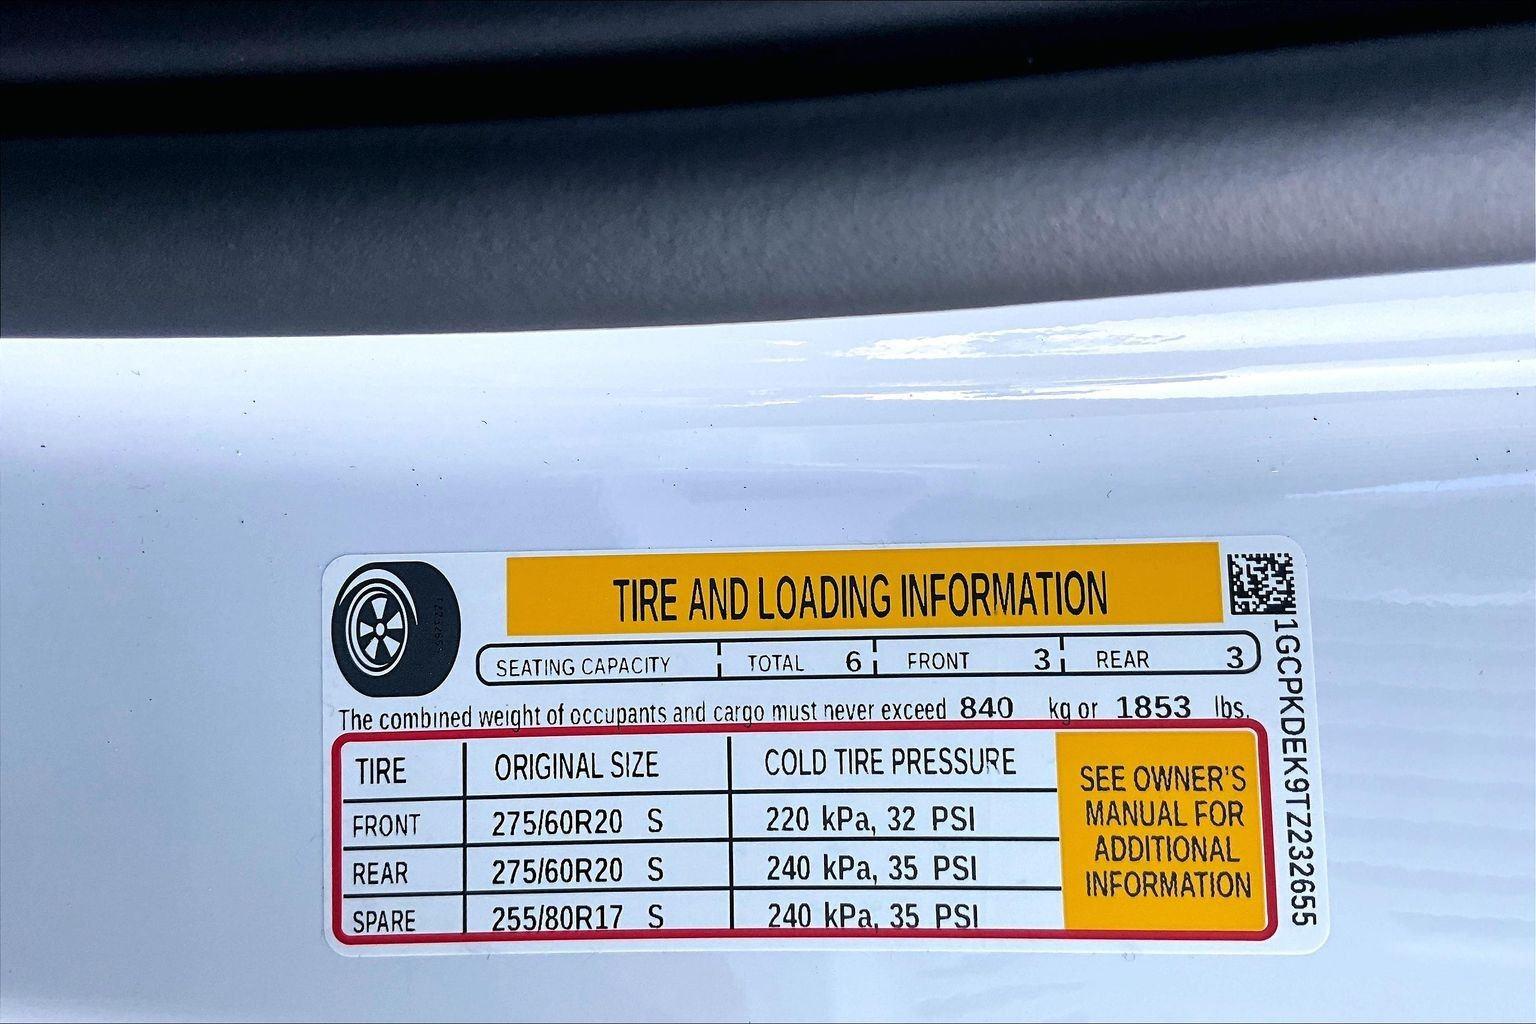 TIRE AND LOADING INFORMATION
SEATING CAPACITY TOTAL 6 FRONT 3 REAR 3
The combined weight of occupants and cargo must never exceed 840 kg or 1853 lbs.
TIRE ORIGINAL SIZE COLD TIRE PRESSURE
FRONT 275/60R20 S 220 kPa, 32 PSI
REAR 275/60R20 S 240 kPa, 35 PSI
SPARE 255/80R17 S 240 kPa, 35 PSI
SEE OWNER'S
MANUAL FOR
ADDITIONAL
INFORMATION
1GCPKDEK9TZ232655